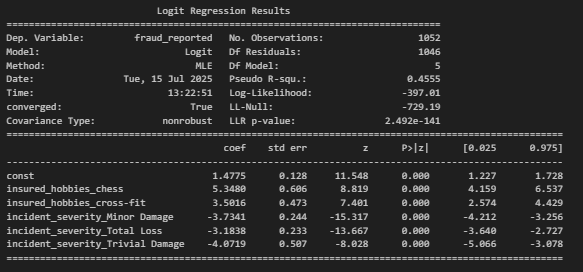 Logit Regression Results
==============================================================================
Dep. Variable: fraud_reported No. Observations: 1052
Model: Logit Df Residuals: 1046
Method: MLE Df Model: 5
Date: Tue, 15 Jul 2025 Pseudo R-squ.: 0.4555
Time: 13:22:51 Log-Likelihood: -397.01
converged: True LL-Null: -729.19
Covariance Type: nonrobust LLR p-value: 2.492e-141
==============================================================================
coef std err z P>|z| [0.025 0.975]
------------------------------------------------------------------------------
const 1.4775 0.128 11.548 0.000 1.227 1.728
insured_hobbies_chess 5.3480 0.606 8.819 0.000 4.159 6.537
insured_hobbies_cross-fit 3.5016 0.473 7.401 0.000 2.574 4.429
incident_severity_Minor Damage -3.7341 0.244 -15.317 0.000 -4.212 -3.256
incident_severity_Total Loss -3.1838 0.233 -13.667 0.000 -3.640 -2.727
incident_severity_Trivial Damage -4.0719 0.507 -8.028 0.000 -5.066 -3.078
==============================================================================